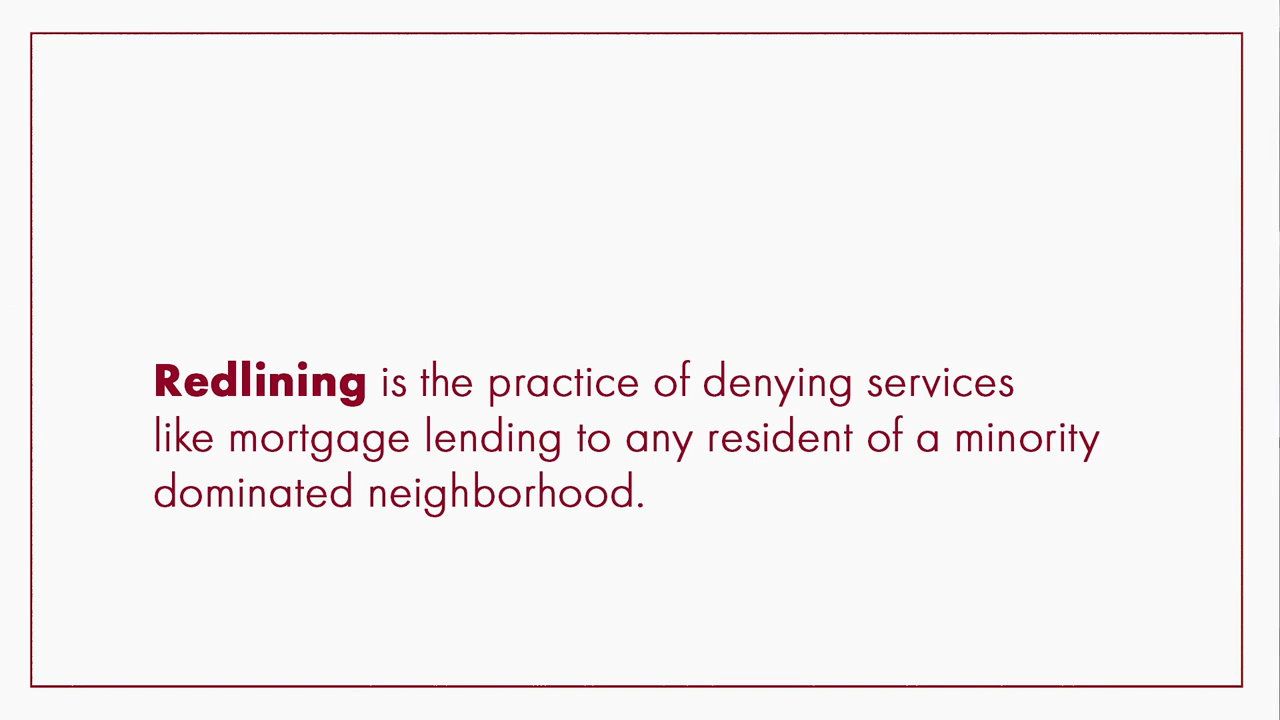 Redlining is the practice of denying services
like mortgage lending to any resident of a minority
dominated neighborhood.